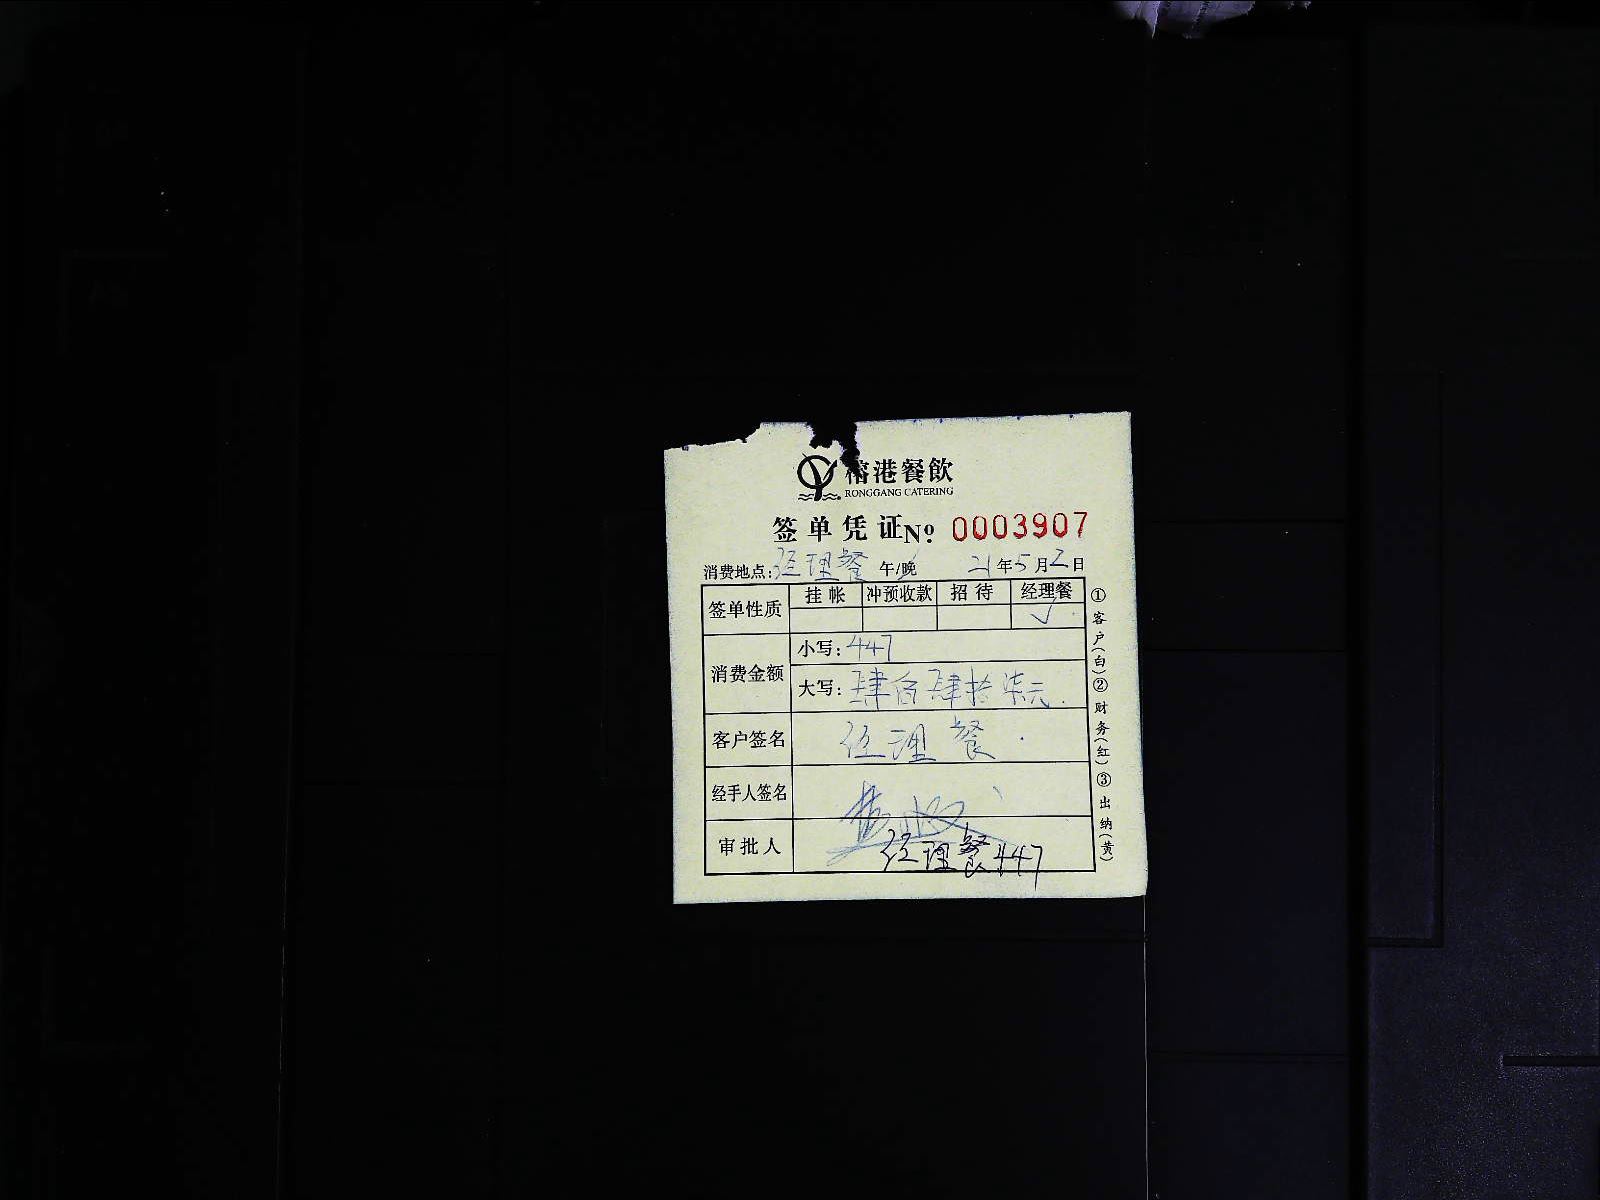 榕港餐飲
RONGGANG CATERING
签单凭证 No 0003907
消费地点:经理餐 午/晚 21年5月2日
签单性质 挂帐 冲预收款 招待 经理餐
√
消费金额 小写:447
大写:肆佰肆拾柒元.
客户签名 经理餐
经手人签名
审批人 经理餐447
①客户(白)②财务(红)③出纳(黄)